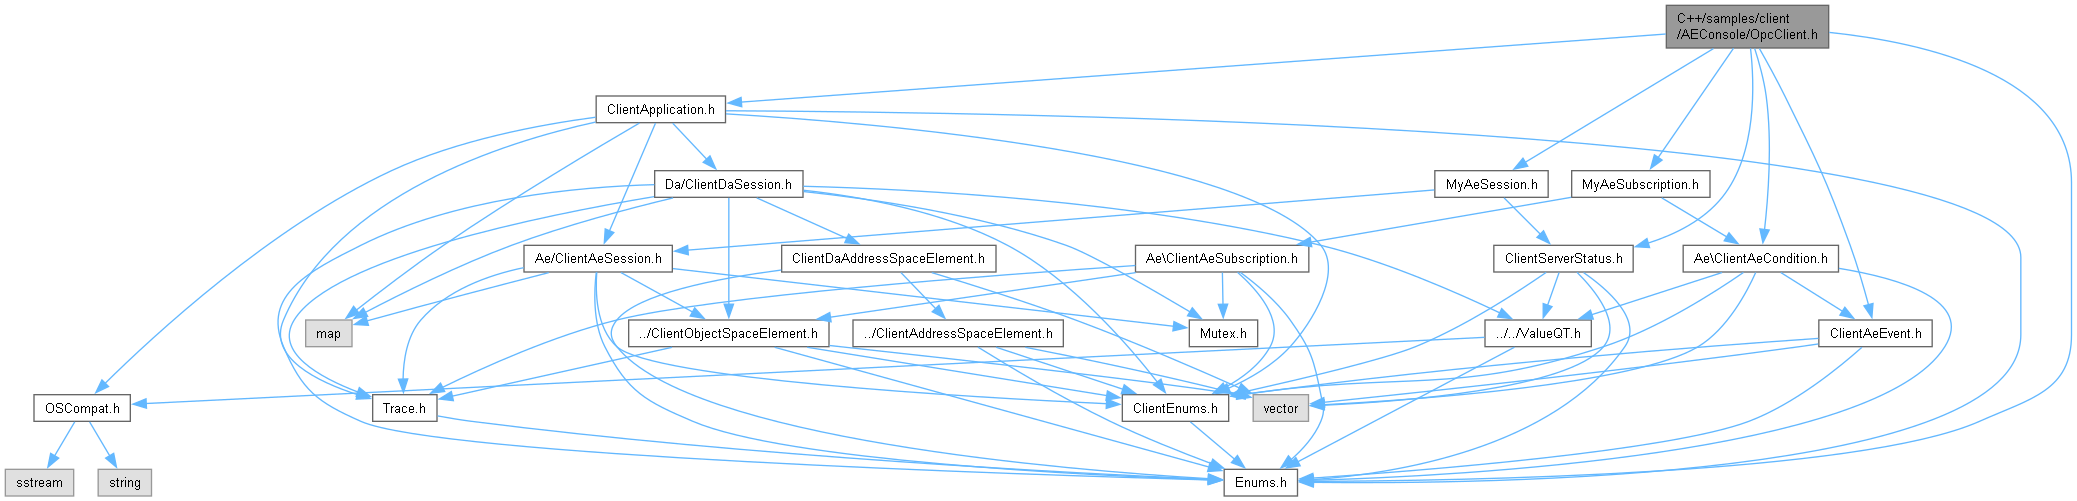 C++/samples/client
/AEConsole/OpcClient.h
ClientApplication.h
Da/ClientDaSession.h
MyAeSession.h
MyAeSubscription.h
Ae/ClientAeSession.h
ClientDaAddressSpaceElement.h
Ae\ClientAeSubscription.h
ClientServerStatus.h
Ae\ClientAeCondition.h
map
../ClientObjectSpaceElement.h
../ClientAddressSpaceElement.h
Mutex.h
../../ValueQT.h
ClientAeEvent.h
OSCompat.h
Trace.h
ClientEnums.h
vector
sstream
string
Enums.h